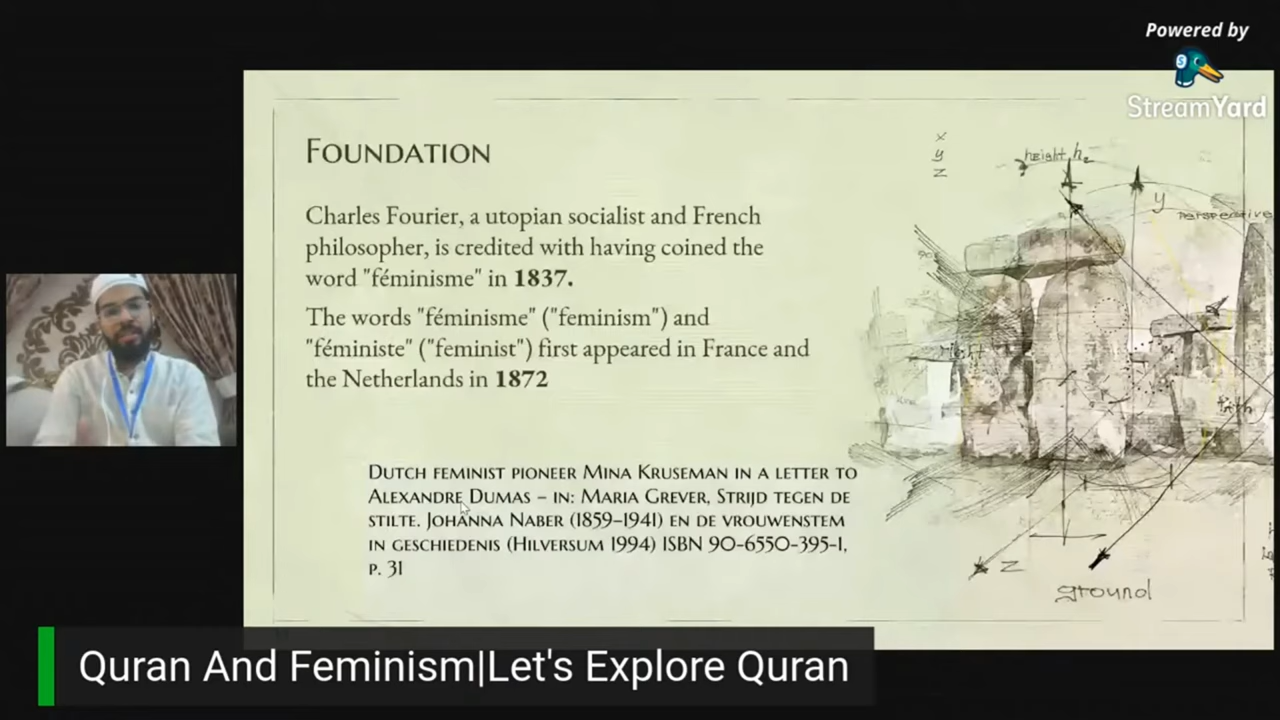 Powered by
StreamYard
FOUNDATION
Charles Fourier, a utopian socialist and French
philosopher, is credited with having coined the
word "féminisme" in 1837.
The words "féminisme" ("feminism") and
"féministe" ("feminist") first appeared in France and
the Netherlands in 1872
DUTCH FEMINIST PIONEER MINA KRUSEMAN IN A LETTER TO
ALEXANDRE DUMAS – IN: MARIA GREVER, STRIJD TEGEN DE
STILTE. JOHANNA NABER (1859–1941) EN DE VROUWENSTEM
IN GESCHIEDENIS (HILVERSUM 1994) ISBN 90-6550-395-1,
P. 31
x
y
z
height h₂
y
perspective
z
ground
Quran And Feminism|Let's Explore Quran